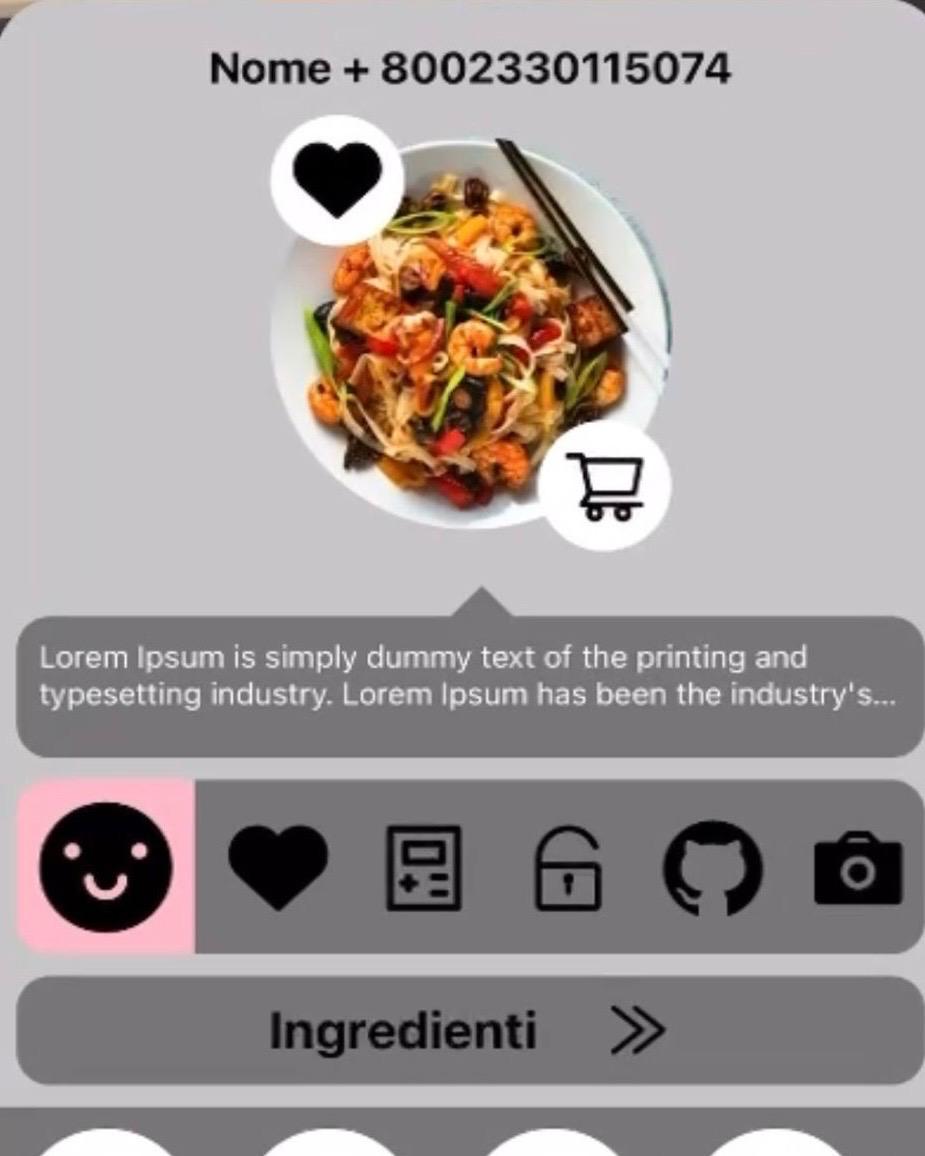 Nome + 8002330115074
Lorem Ipsum is simply dummy text of the printing and
typesetting industry. Lorem Ipsum has been the industry's...
Ingredienti